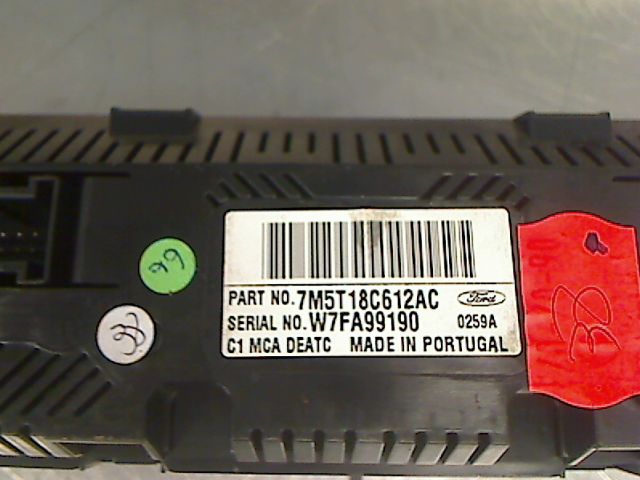 PART NO. 7M5T18C612AC Ford
SERIAL NO. W7FA99190 0259A
C1 MCA DEATC MADE IN PORTUGAL